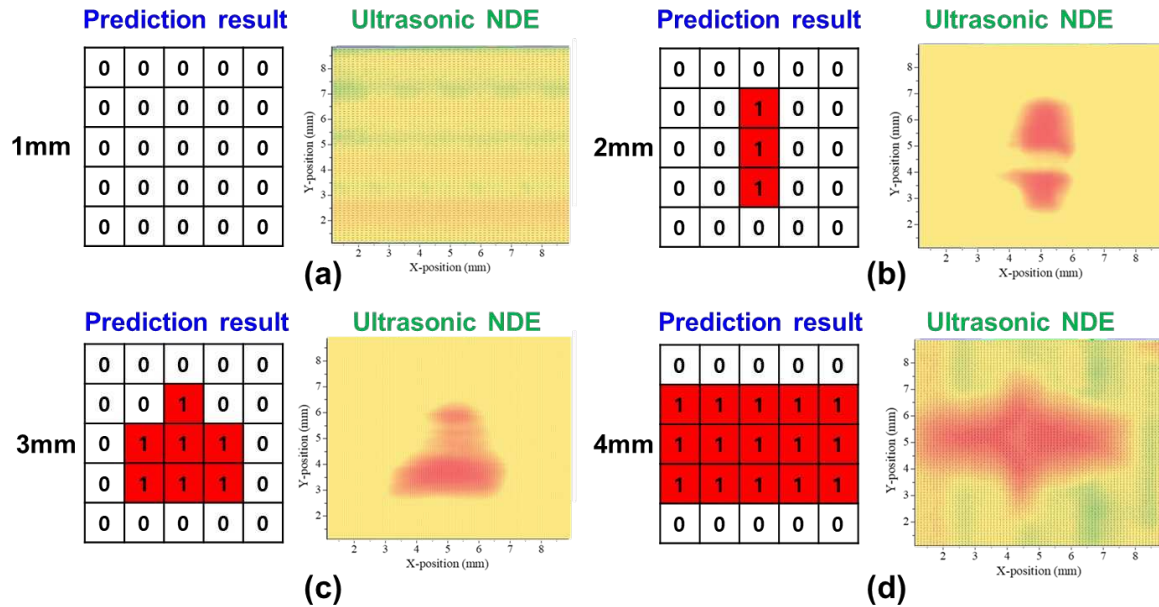 Prediction result Ultrasonic NDE
1mm
0 0 0 0 0
0 0 0 0 0
0 0 0 0 0
0 0 0 0 0
0 0 0 0 0
Y-position (mm)
8
7
6
5
4
3
2
2 3 4 5 6 7 8
X-position (mm)
(a)
Prediction result Ultrasonic NDE
2mm
0 0 0 0 0
0 0 1 0 0
0 0 1 0 0
0 0 1 0 0
0 0 0 0 0
Y-position (mm)
8
7
6
5
4
3
2
2 3 4 5 6 7 8
X-position (mm)
(b)
Prediction result Ultrasonic NDE
3mm
0 0 0 0 0
0 0 1 0 0
0 1 1 1 0
0 1 1 1 0
0 0 0 0 0
Y-position (mm)
8
7
6
5
4
3
2
2 3 4 5 6 7 8
X-position (mm)
(c)
Prediction result Ultrasonic NDE
4mm
0 0 0 0 0
1 1 1 1 1
1 1 1 1 1
1 1 1 1 1
0 0 0 0 0
Y-position (mm)
8
7
6
5
4
3
2
2 3 4 5 6 7 8
X-position (mm)
(d)